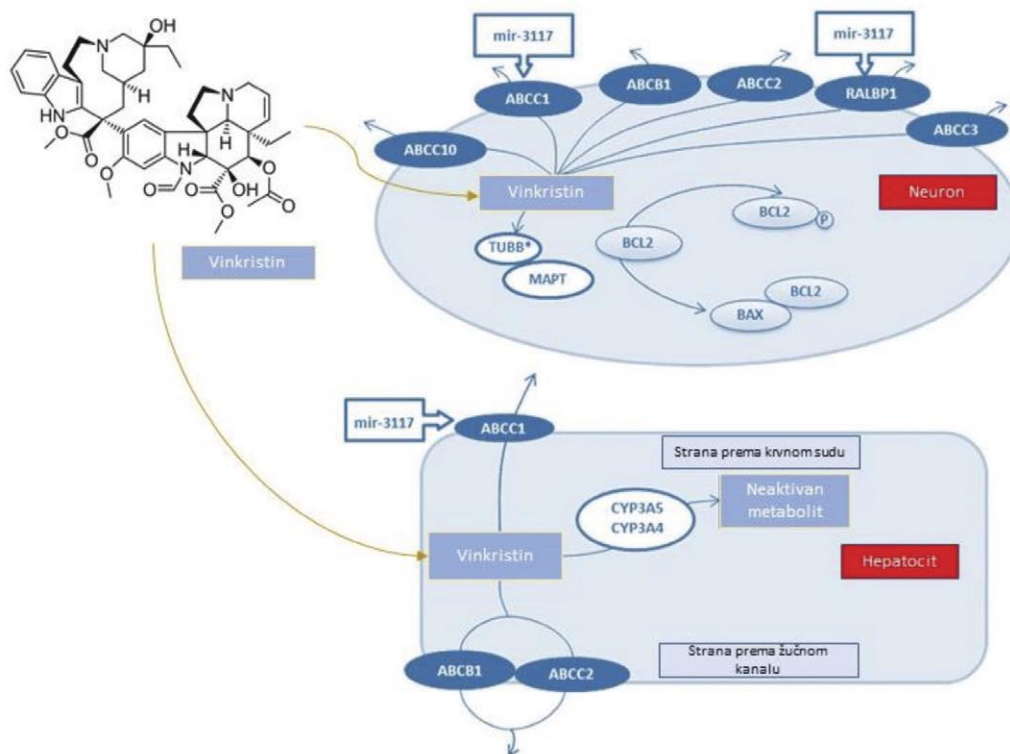 OH
N
NH
O
O
O
N
H
N
H
O
O
O
OH
O
O
O
Vinkristin
mir-3117
mir-3117
ABCC10
ABCC1
ABCB1
ABCC2
RALBP1
ABCC3
Vinkristin
Neuron
TUBB*
MAPT
BCL2
BCL2
P
BCL2
BAX
mir-3117
ABCC1
Strana prema krvnom sudu
CYP3A5
CYP3A4
Neaktivan
metabolit
Vinkristin
Hepatocit
ABCB1
ABCC2
Strana prema žučnom
kanalu